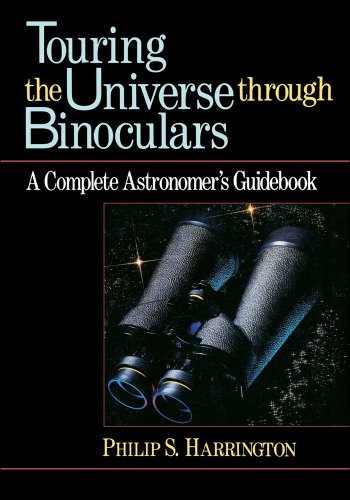 Touring
the Universe through
Binoculars
A Complete Astronomer's Guidebook
PHILIP S. HARRINGTON